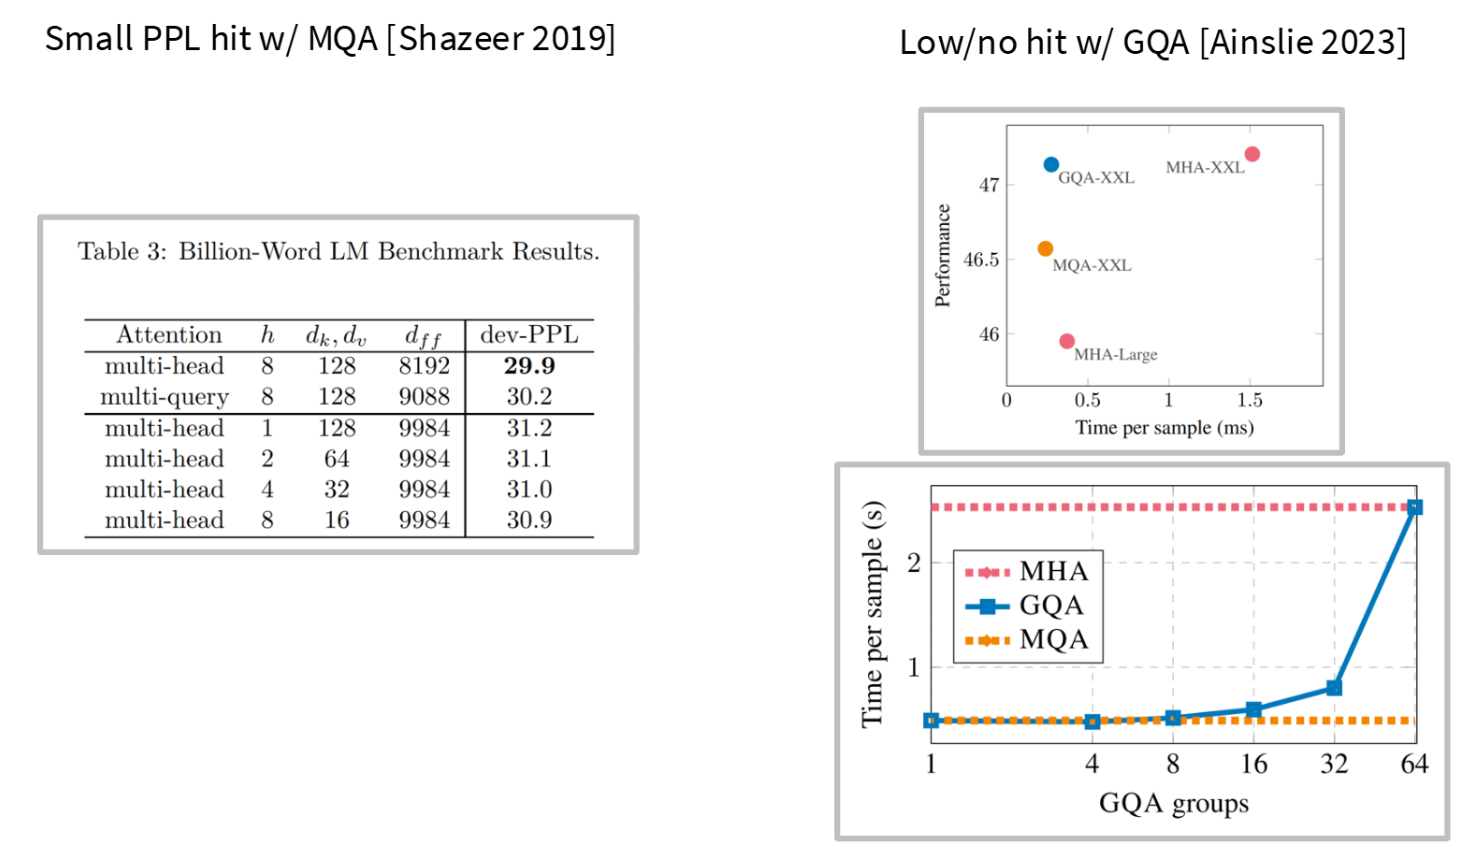 Small PPL hit w/ MQA [Shazeer 2019]
Table 3: Billion-Word LM Benchmark Results.
Attention h d_k, d_v d_ff dev-PPL
multi-head 8 128 8192 29.9
multi-query 8 128 9088 30.2
multi-head 1 128 9984 31.2
multi-head 2 64 9984 31.1
multi-head 4 32 9984 31.0
multi-head 8 16 9984 30.9
Low/no hit w/ GQA [Ainslie 2023]
Performance
47
46.5
46
GQA-XXL
MHA-XXL
MQA-XXL
MHA-Large
0 0.5 1 1.5
Time per sample (ms)
Time per sample (s)
2
1
MHA
GQA
MQA
1 4 8 16 32 64
GQA groups